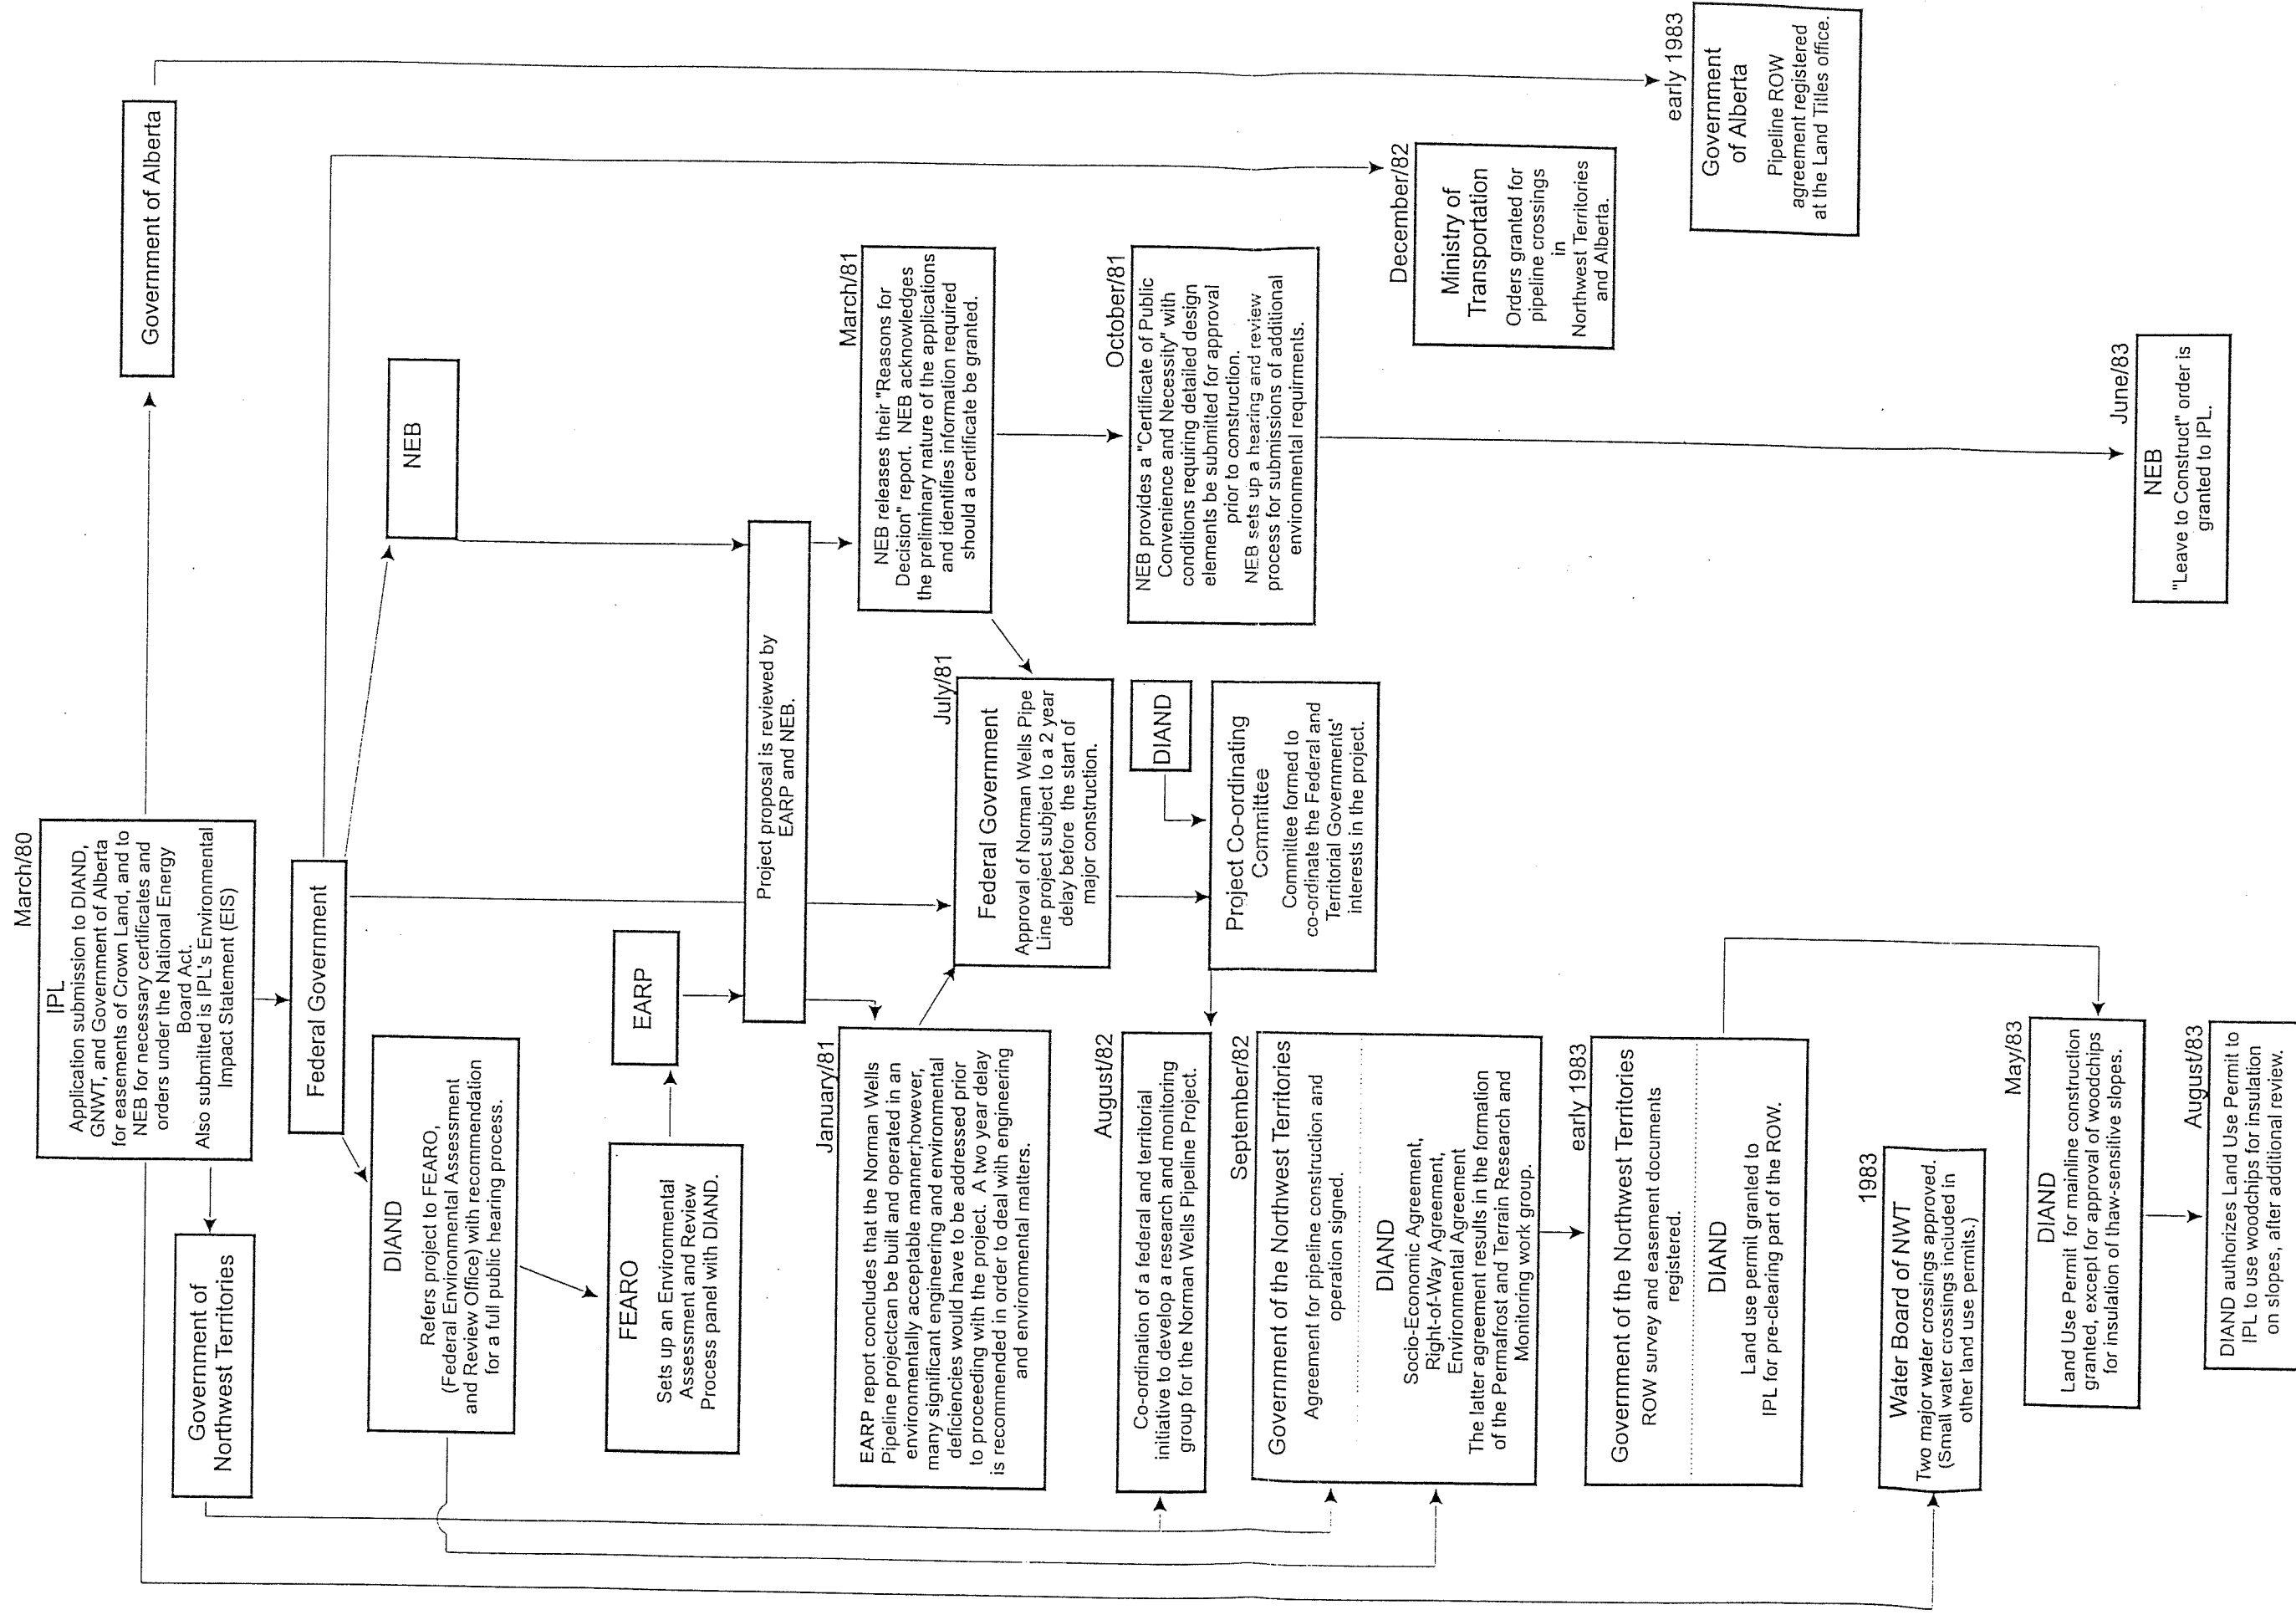 March/80
IPL
Application submission to DIAND,
GNWT, and Government of Alberta
for easements of Crown Land, and to
NEB for necessary certificates and
orders under the National Energy
Board Act.
Also submitted is IPL's Environmental
Impact Statement (EIS)
Government of Alberta
Government of
Northwest Territories
Federal Government
NEB
DIAND
Refers project to FEARO,
(Federal Environmental Assessment
and Review Office) with recommendation
for a full public hearing process.
FEARO
Sets up an Environmental
Assessment and Review
Process panel with DIAND.
EARP
Project proposal is reviewed by
EARP and NEB.
January/81
EARP report concludes that the Norman Wells
Pipeline project can be built and operated in an
environmentally acceptable manner;however,
many significant engineering and environmental
deficiencies would have to be addressed prior
to proceeding with the project. A two year delay
is recommended in order to deal with engineering
and environmental matters.
March/81
NEB releases their "Reasons for
Decision" report. NEB acknowledges
the preliminary nature of the applications
and identifies information required
should a certificate be granted.
July/81
Federal Government
Approval of Norman Wells Pipe
Line project subject to a 2 year
delay before the start of
major construction.
October/81
NEB provides a "Certificate of Public
Convenience and Necessity" with
conditions requiring detailed design
elements be submitted for approval
prior to construction.
NEB sets up a hearing and review
process for submissions of additional
environmental requirments.
DIAND
Project Co-ordinating
Committee
Committee formed to
co-ordinate the Federal and
Territorial Governments'
interests in the project.
August/82
Co-ordination of a federal and territorial
initiative to develop a research and monitoring
group for the Norman Wells Pipeline Project.
September/82
Government of the Northwest Territories
Agreement for pipeline construction and
operation signed.
DIAND
Socio-Economic Agreement,
Right-of-Way Agreement,
Environmental Agreement
The latter agreement results in the formation
of the Permafrost and Terrain Research and
Monitoring work group.
December/82
Ministry of
Transportation
Orders granted for
pipeline crossings
in
Northwest Territories
and Alberta.
early 1983
Government of the Northwest Territories
ROW survey and easement documents
registered.
DIAND
Land use permit granted to
IPL for pre-clearing part of the ROW.
early 1983
Government
of Alberta
Pipeline ROW
agreement registered
at the Land Titles office.
1983
Water Board of NWT
Two major water crossings approved.
(Small water crossings included in
other land use permits.)
May/83
DIAND
Land Use Permit for mainline construction
granted, except for approval of woodchips
for insulation of thaw-sensitive slopes.
June/83
NEB
"Leave to Construct" order is
granted to IPL.
August/83
DIAND authorizes Land Use Permit to
IPL to use woodchips for insulation
on slopes, after additional review.